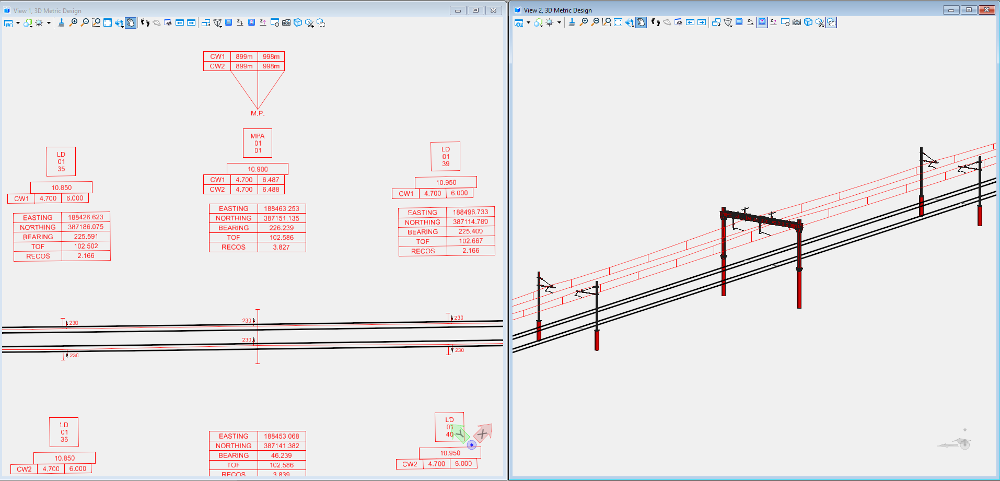 View 1, 3D Metric Design
CW1 899m 998m
CW2 899m 998m
M.P.
LD
01
35
10.850
CW1 4.700 6.000
EASTING 188426.623
NORTHING 387186.075
BEARING 225.591
TOF 102.502
RECOS 2.166
MPA
01
01
10.900
CW1 4.700 6.487
CW2 4.700 6.488
EASTING 188463.253
NORTHING 387151.135
BEARING 226.239
TOF 102.586
RECOS 3.827
LD
01
39
10.950
CW1 4.700 6.000
EASTING 188496.733
NORTHING 387114.780
BEARING 225.400
TOF 102.667
RECOS 2.166
230
230
230
230
230
230
LD
01
36
10.850
CW2 4.700 6.000
EASTING 188453.068
NORTHING 387141.382
BEARING 46.239
TOF 102.586
RECOS 3.839
LD
01
40
Y X
10.950
CW2 4.700 6.000
View 2, 3D Metric Design